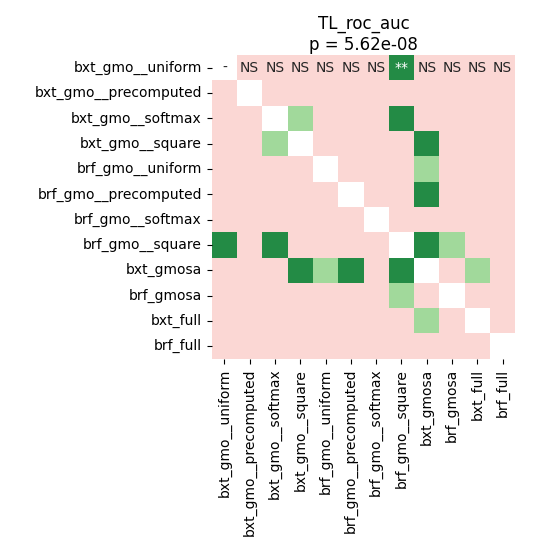 TL_roc_auc
p = 5.62e-08
bxt_gmo__uniform - NS NS NS NS NS NS ** NS NS NS NS
bxt_gmo__precomputed
bxt_gmo__softmax
bxt_gmo__square
brf_gmo__uniform
brf_gmo__precomputed
brf_gmo__softmax
brf_gmo__square
bxt_gmosa
brf_gmosa
bxt_full
brf_full
bxt_gmo__uniform
bxt_gmo__precomputed
bxt_gmo__softmax
bxt_gmo__square
brf_gmo__uniform
brf_gmo__precomputed
brf_gmo__softmax
brf_gmo__square
bxt_gmosa
brf_gmosa
bxt_full
brf_full